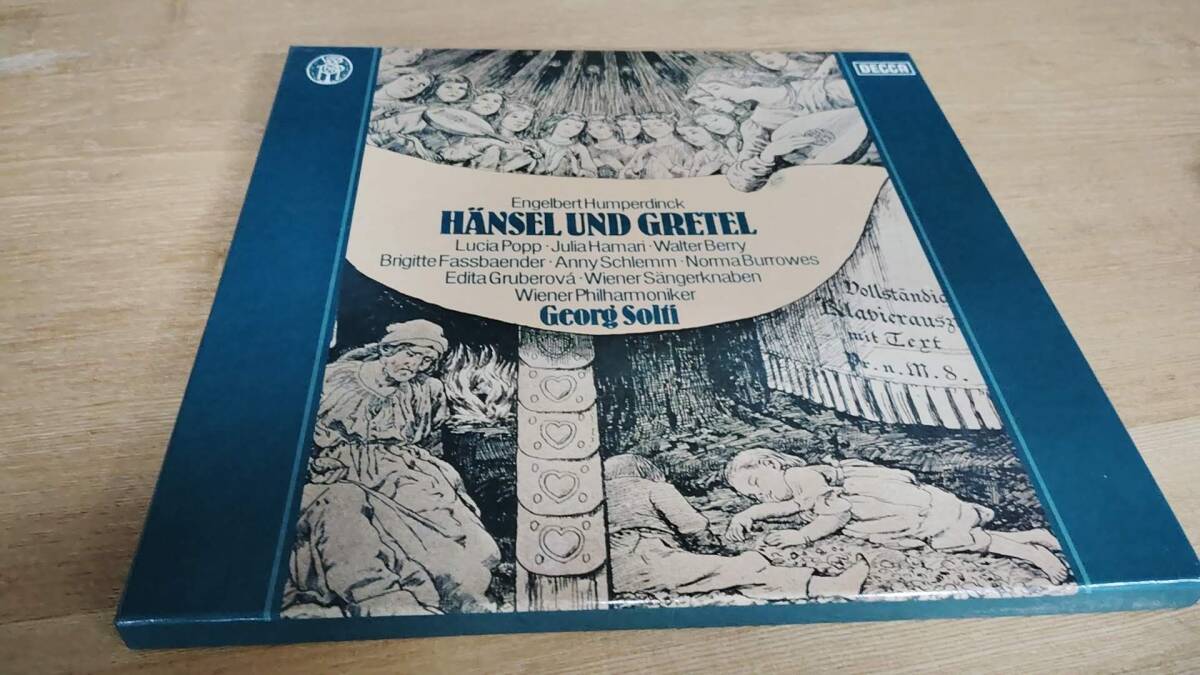 DECCA
Engelbert Humperdinck
HÄNSEL UND GRETEL
Lucia Popp · Julia Hamari · Walter Berry
Brigitte Fassbaender · Anny Schlemm · Norma Burrowes
Edita Gruberová · Wiener Sängerknaben
Wiener Philharmoniker
Georg Solti
Vollständig
Klavierausz
mit Text
Pr. n. M. 8.